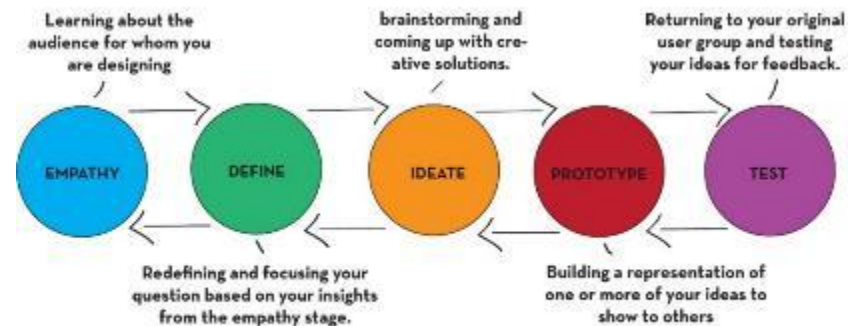 Learning about the
audience for whom you
are designing
brainstorming and
coming up with cre-
ative solutions.
Returning to your original
user group and testing
your ideas for feedback.
EMPATHY
DEFINE
IDEATE
PROTOTYPE
TEST
Redefining and focusing your
question based on your insights
from the empathy stage.
Building a representation of
one or more of your ideas to
show to others